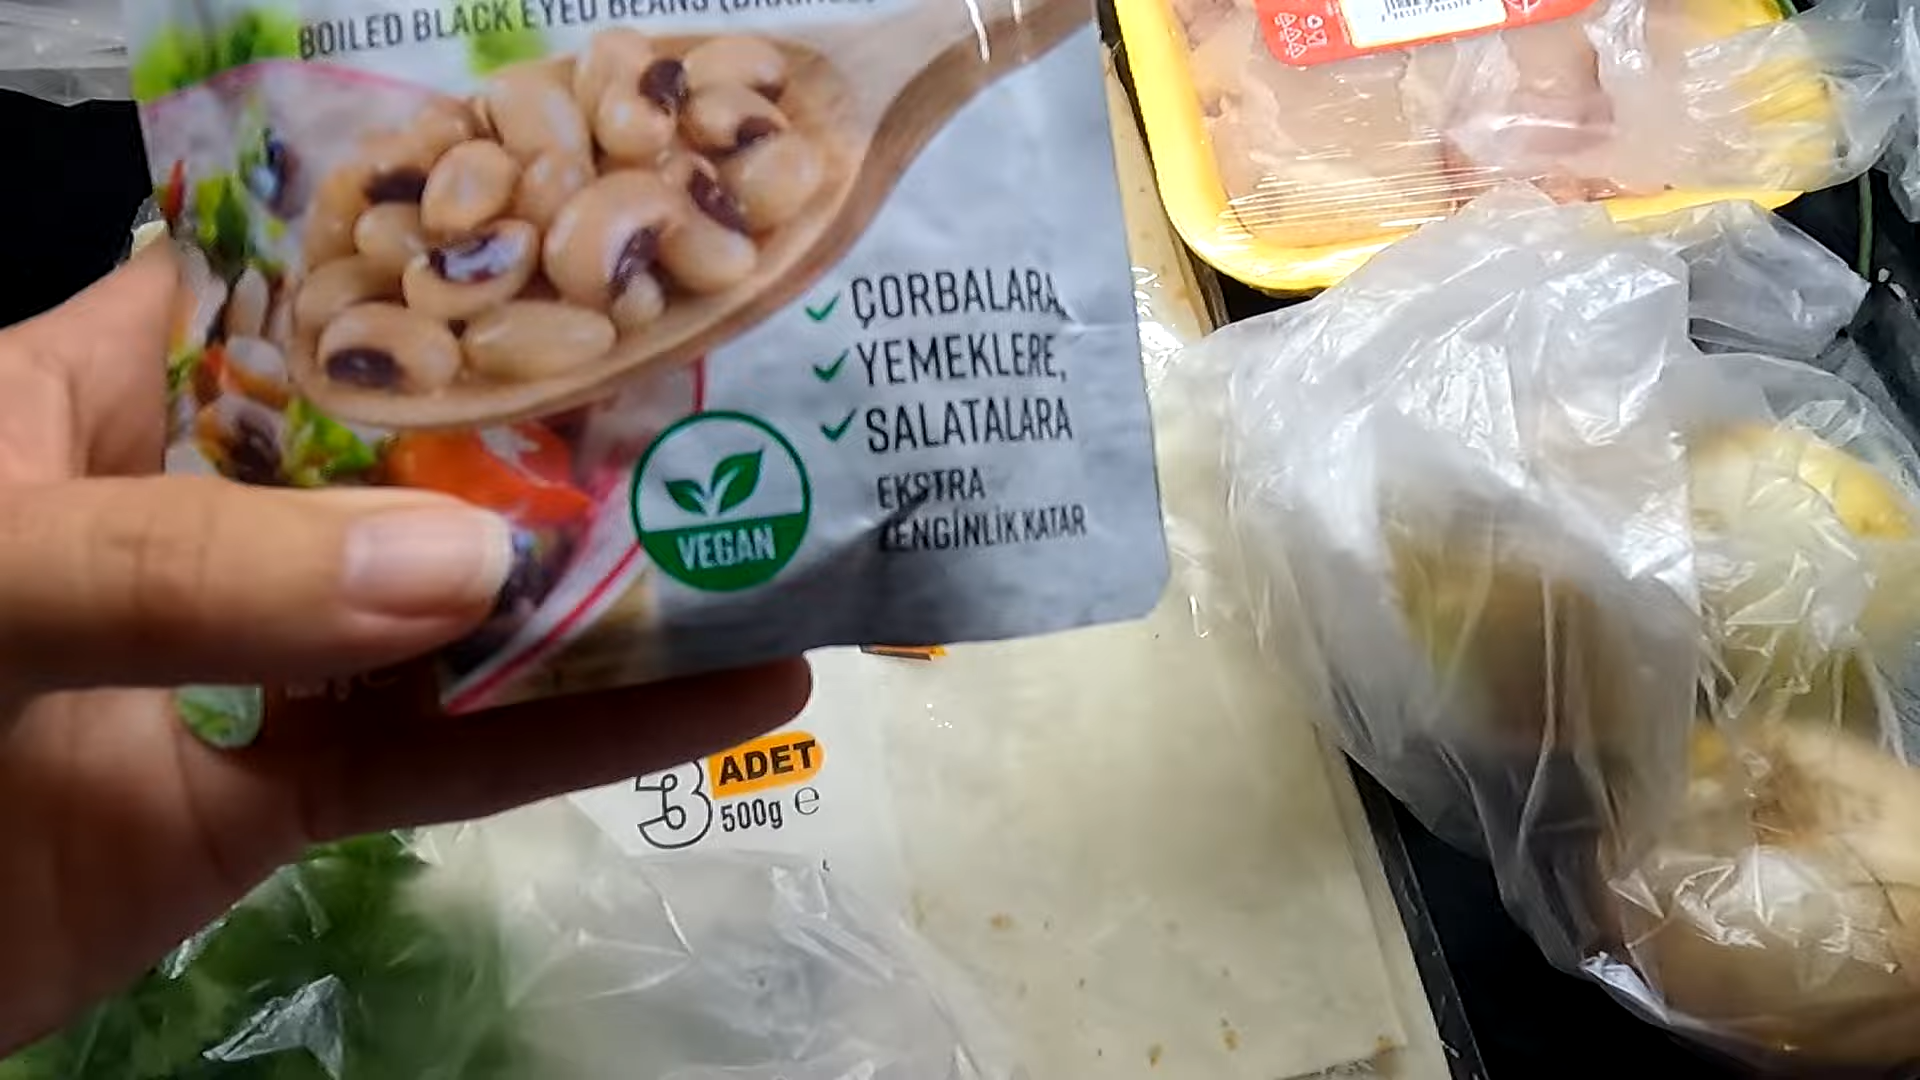 BOILED BLACK EYED BEANS
ÇORBALARA,
YEMEKLERE,
SALATALARA
EKSTRA
ZENGİNLİK KATAR
VEGAN
3 ADET
500g e